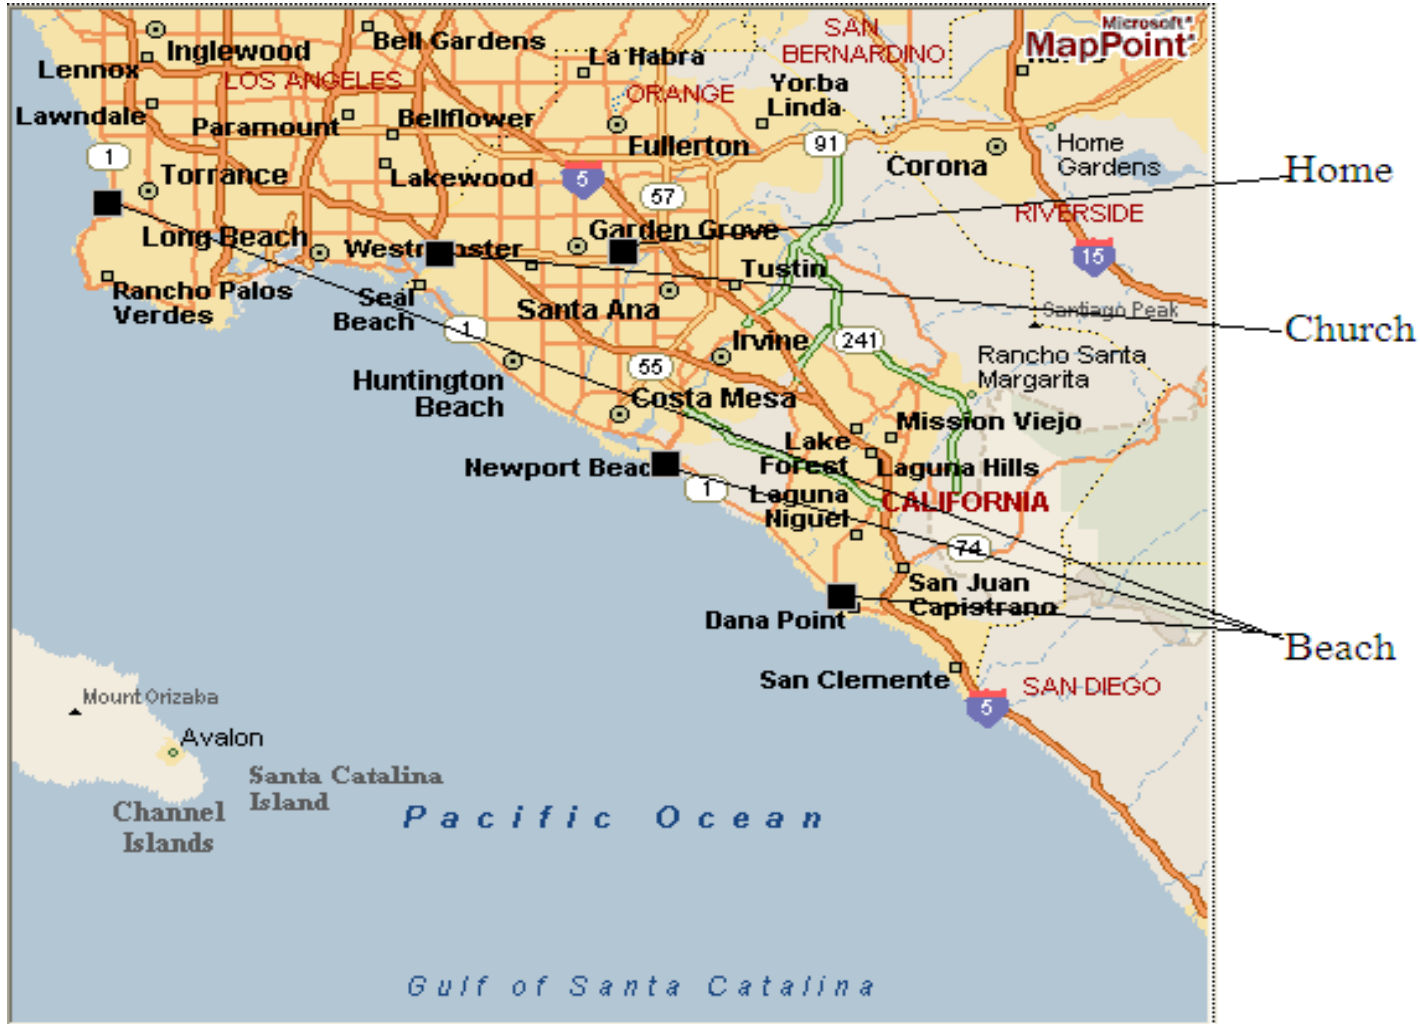 Microsoft®
MapPoint®
SAN
BERNARDINO
Inglewood
Bell Gardens
La Habra
Lennox
LOS ANGELES
ORANGE
Yorba
Linda
Lawndale
Paramount
Bellflower
Fullerton
91
Corona
Home
Gardens
1
Torrance
Lakewood
5
57
Home
RIVERSIDE
Long Beach
Garden Grove
15
Tustin
Rancho Palos
Verdes
Seal
Beach
Santa Ana
Santiago Peak
1
Church
Irvine
241
Rancho Santa
Margarita
55
Huntington
Beach
Costa Mesa
Mission Viejo
Lake
Forest
Laguna Hills
Newport Beac
1
Laguna
Niguel
CALIFORNIA
74
San Juan
Capistrano
Dana Point
Beach
San Clemente
SAN DIEGO
5
Mount Orizaba
Avalon
Santa Catalina
Island
Channel
Islands
Pacific Ocean
Gulf of Santa Catalina